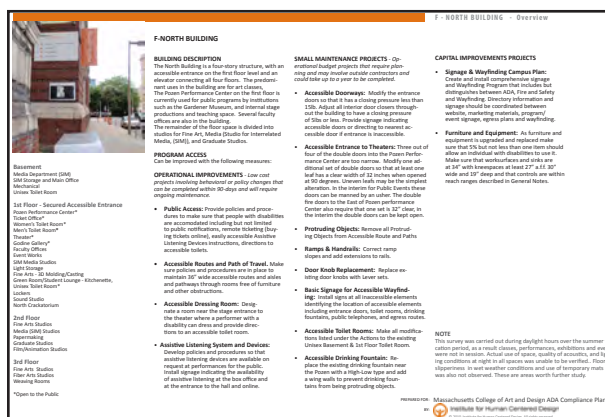 F - NORTH BUILDING - Overview
F-NORTH BUILDING
BUILDING DESCRIPTION
The North Building is a four-story structure, with an
accessible entrance on the first floor level and an
elevator connecting all four floors. The predomi-
nant uses in the building are for art classes,
The Pozen Performance Center on the first floor is
currently used for public programs by institutions
such as the Gardener Museum, and internal stage
productions and teaching space. Several faculty
offices are also in the building.
The remainder of the floor space is divided into
studios for Fine Art, Media (Studio for Interrelated
Media, (SIM)), and Graduate Studios.
PROGRAM ACCESS
Can be improved with the following measures:
OPERATIONAL IMPROVEMENTS - Low cost
projects involving behavioral or policy changes that
can be completed within 90-days and will require
ongoing maintenance.
• Public Access: Provide policies and proce-
dures to make sure that people with disabilities
are accomodated including but not limited
to public notifications, remote ticketing (buy-
ing tickets online), easily accessible Assistive
Listening Devices instructions, directions to
accessible toilets.
• Accessible Routes and Path of Travel. Make
sure policies and procedures are in place to
maintain 36" wide accessible routes and aisles
and pathways through rooms free of furniture
and other obstructions.
• Accessible Dressing Room: Desig-
nate a room near the stage entrance to
the theater where a performer with a
disability can dress and provide direc-
tions to an accessible toilet room.
• Assistive Listening System and Devices:
Develop policies and procedures so that
assistive listening devices are available on
request at performances for the public.
Install signage indicating the availability
of assistive listening at the box office and
at the entrance to the hall and online.
SMALL MAINTENANCE PROJECTS - Op-
erational budget projects that require plan-
ning and may involve outside contractors and
could take up to a year to be completed.
• Accessible Doorways: Modify the entrance
doors so that it has a closing pressure less than
15lb. Adjust all interior door closers through-
out the building to have a closing pressure
of 5lbs or less. Provide signage indicating
accessible doors or directing to nearest ac-
cessible door if entrance is accessible.
• Accessible Entrance to Theaters: Three out of
four of the double doors into the Pozen Perfor-
mance Center are too narrow. Modify one ad-
ditional set of double doors so that at least one
leaf has a clear width of 32 inches when opened
at 90 degrees. Uneven leafs may be the simplest
alteration. In the interim for Public Events these
doors can be manned by an usher. The double
fire doors to the East of Pozen performance
Center also require that one set is 32" clear, in
the interim the double doors can be kept open.
• Protruding Objects: Remove all Protrud-
ing Objects from Accessible Route and Paths
• Ramps & Handrails: Correct ramp
slopes and add extensions to rails.
• Door Knob Replacement: Replace ex-
isting door knobs with Lever sets.
• Basic Signage for Accessible Wayfind-
ing: Install signs at all inaccessible elements
identifying the location of accessible elements
including entrance doors, toilet rooms, drinking
fountains, public telephones, and egress routes.
• Accessible Toilet Rooms: Make all modifica-
tions listed under the Actions to the existing
Unisex Basement & 1st Floor Toilet Room.
• Accessible Drinking Fountain: Re-
place the existing drinking fountain near
the Pozen with a High-Low type and add
a wing walls to prevent drinking foun-
tains from being protruding objects.
CAPITAL IMPROVEMENTS PROJECTS
• Signage & Wayfinding Campus Plan:
Create and install comprehensive signage
and Wayfinding Program that includes but
distinguishes between ADA, Fire and Safety
and Wayfinding. Directory information and
signage should be coordinated between
website, marketing materials, program/
event signage, egress plans and wayfinding.
• Furniture and Equipment: As furniture and
equipment is upgraded and replaced make
sure that 5% but not less than one item should
allow an individual with disabilities to use it.
Make sure that worksurfaces and sinks are
at 34" with kneespaces at least 27" a.f.f. 30"
wide and 19" deep and that controls are within
reach ranges described in General Notes.
Basement
Media Department (SIM)
SIM Storage and Main Office
Mechanical
Unisex Toilet Room
1st Floor - Secured Accessible Entrance
Pozen Performance Center*
Ticket Office*
Women's Toilet Room*
Men's Toilet Room*
Theater*
Godine Gallery*
Faculty Offices
Event Works
SIM Media Studios
Light Storage
Fine Arts - 3D Molding/Casting
Green Room/Student Lounge - Kitchenette,
Unisex Toilet Room*
Lockers
Sound Studio
North Crackatorium
2nd Floor
Fine Arts Studios
Media (SIM) Studios
Papermaking
Graduate Studios
Film/Animation Studios
3rd Floor
Fine Arts Studios
Fiber Arts Studios
Weaving Rooms
*Open to the Public
NOTE
This survey was carried out during daylight hours over the summer
cation period, as a result classes, performances, exhibitions and eve
were not in session. Actual use of space, quality of acoustics, and lig
ing conditions at night in all spaces was unable to be verified. Floor
slipperiness in wet weather conditions and use of temporary mats
was also not observed. These are areas worth further study.
PREPARED FOR: Massachusetts College of Art and Design ADA Compliance Plan
BY: Institute for Human Centered Design